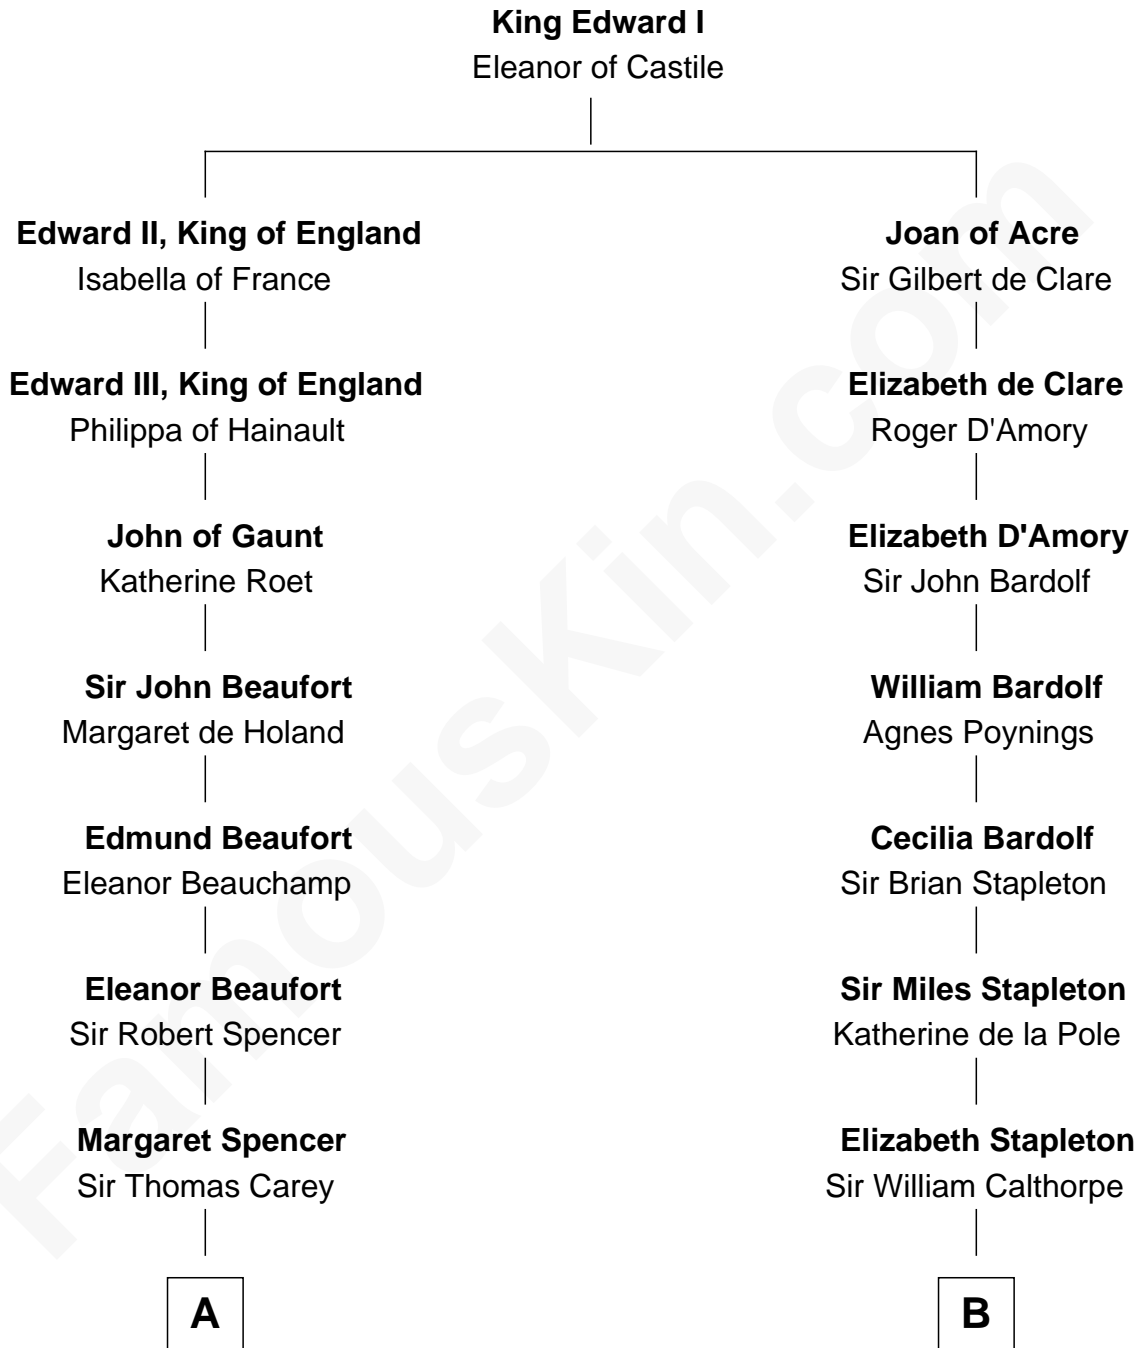 King Edward I
Eleanor of Castile
Edward II, King of England
Isabella of France
Joan of Acre
Sir Gilbert de Clare
Edward III, King of England
Philippa of Hainault
Elizabeth de Clare
Roger D'Amory
John of Gaunt
Katherine Roet
Elizabeth D'Amory
Sir John Bardolf
Sir John Beaufort
Margaret de Holand
William Bardolf
Agnes Poynings
Edmund Beaufort
Eleanor Beauchamp
Cecilia Bardolf
Sir Brian Stapleton
Eleanor Beaufort
Sir Robert Spencer
Sir Miles Stapleton
Katherine de la Pole
Margaret Spencer
Sir Thomas Carey
Elizabeth Stapleton
Sir William Calthorpe
A
B
FamousKin.com